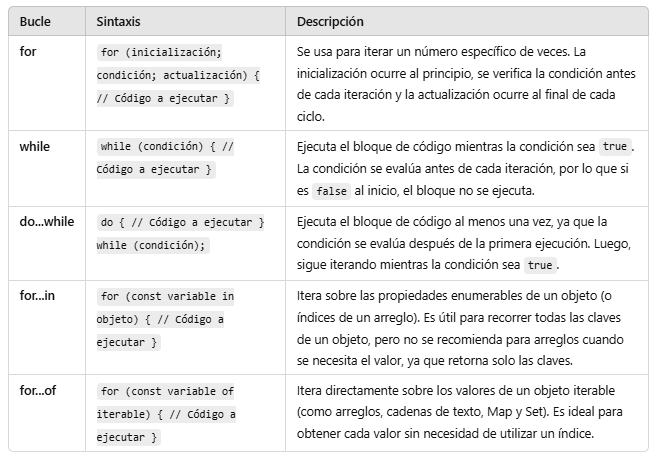 Bucle Sintaxis Descripción
for
for (inicialización;
condición; actualización) {
// Código a ejecutar }
Se usa para iterar un número específico de veces. La
inicialización ocurre al principio, se verifica la condición antes
de cada iteración y la actualización ocurre al final de cada
ciclo.
while
while (condición) { //
Código a ejecutar }
Ejecuta el bloque de código mientras la condición sea true .
La condición se evalúa antes de cada iteración, por lo que si
es false al inicio, el bloque no se ejecuta.
do...while
do { // Código a ejecutar }
while (condición);
Ejecuta el bloque de código al menos una vez, ya que la
condición se evalúa después de la primera ejecución. Luego,
sigue iterando mientras la condición sea true .
for...in
for (const variable in
objeto) { // Código a
ejecutar }
Itera sobre las propiedades enumerables de un objeto (o
índices de un arreglo). Es útil para recorrer todas las claves
de un objeto, pero no se recomienda para arreglos cuando
se necesita el valor, ya que retorna solo las claves.
for...of
for (const variable of
iterable) { // Código a
ejecutar }
Itera directamente sobre los valores de un objeto iterable
(como arreglos, cadenas de texto, Map y Set). Es ideal para
obtener cada valor sin necesidad de utilizar un índice.